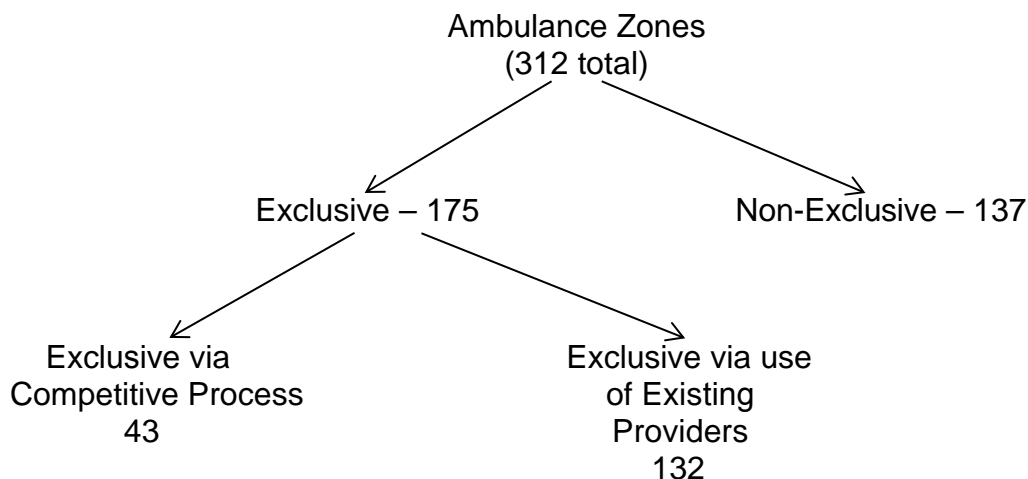 Ambulance Zones
(312 total)
Exclusive – 175
Non-Exclusive – 137
Exclusive via
Competitive Process
43
Exclusive via use
of Existing
Providers
132